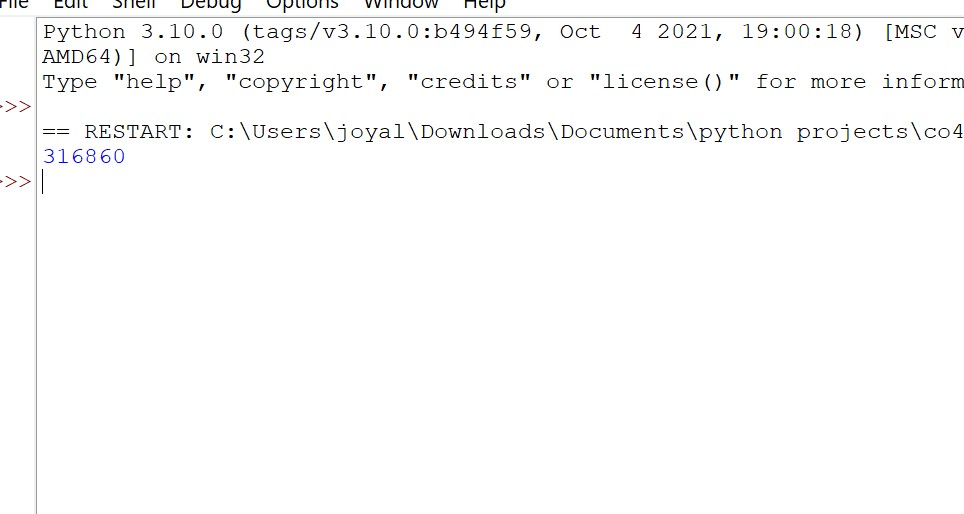 File Edit Shell Debug Options Window Help
Python 3.10.0 (tags/v3.10.0:b494f59, Oct  4 2021, 19:00:18) [MSC v
AMD64)] on win32
Type "help", "copyright", "credits" or "license()" for more inform
>>>
== RESTART: C:\Users\joyal\Downloads\Documents\python projects\co4
316860
>>>